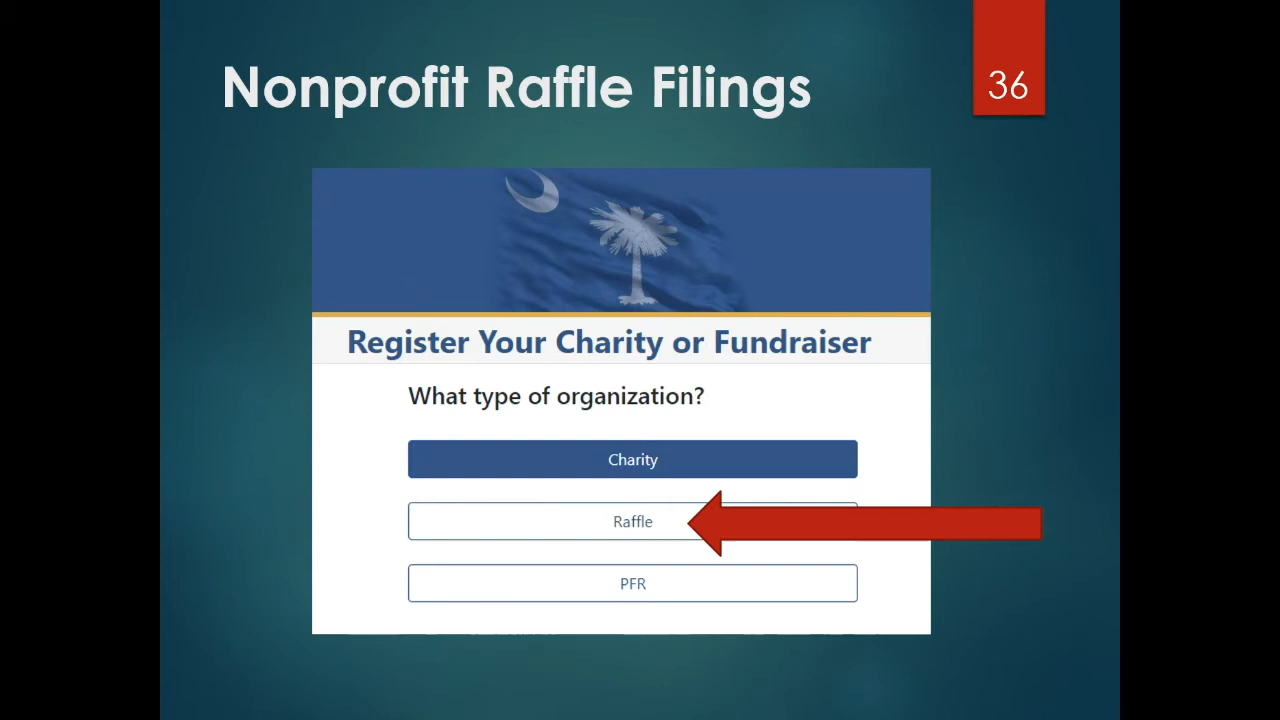 Nonprofit Raffle Filings
36
Register Your Charity or Fundraiser
What type of organization?
Charity
Raffle
PFR